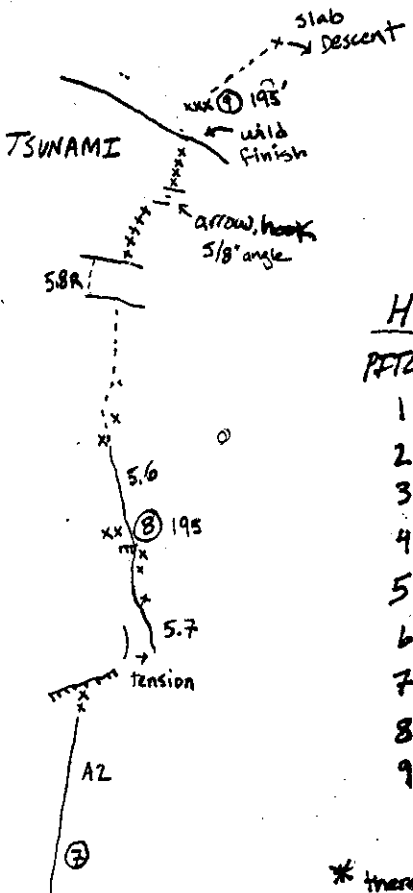 slab
Descent
xxx 9 195'
wild
finish
TSUNAMI
arrow, hook
5/8" angle
5.8R
H
1
2
3
4
5
6
7
8
9
5.6
xx 8 195
5.7
tension
A2
7
* there